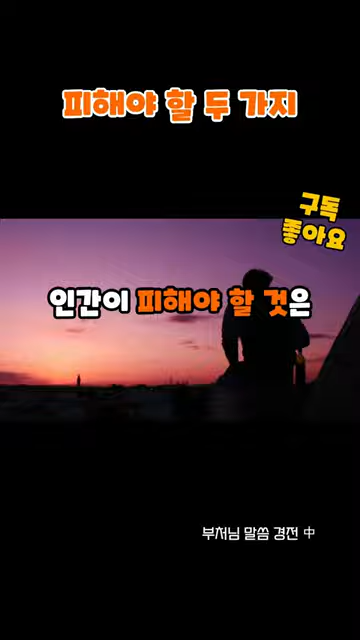 피해야 할 두 가지
구독
좋아요
인간이 피해야 할 것은
부처님 말씀 경전 中